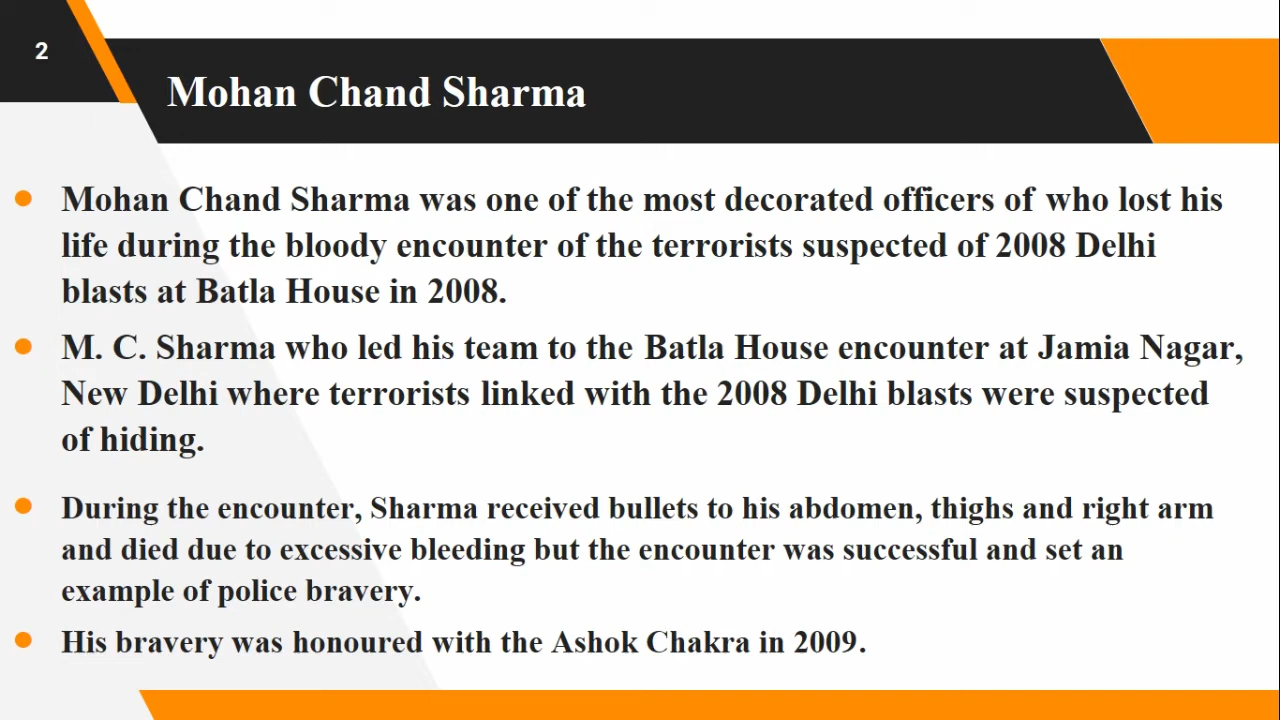 2
Mohan Chand Sharma
Mohan Chand Sharma was one of the most decorated officers of who lost his
life during the bloody encounter of the terrorists suspected of 2008 Delhi
blasts at Batla House in 2008.
M. C. Sharma who led his team to the Batla House encounter at Jamia Nagar,
New Delhi where terrorists linked with the 2008 Delhi blasts were suspected
of hiding.
During the encounter, Sharma received bullets to his abdomen, thighs and right arm
and died due to excessive bleeding but the encounter was successful and set an
example of police bravery.
His bravery was honoured with the Ashok Chakra in 2009.